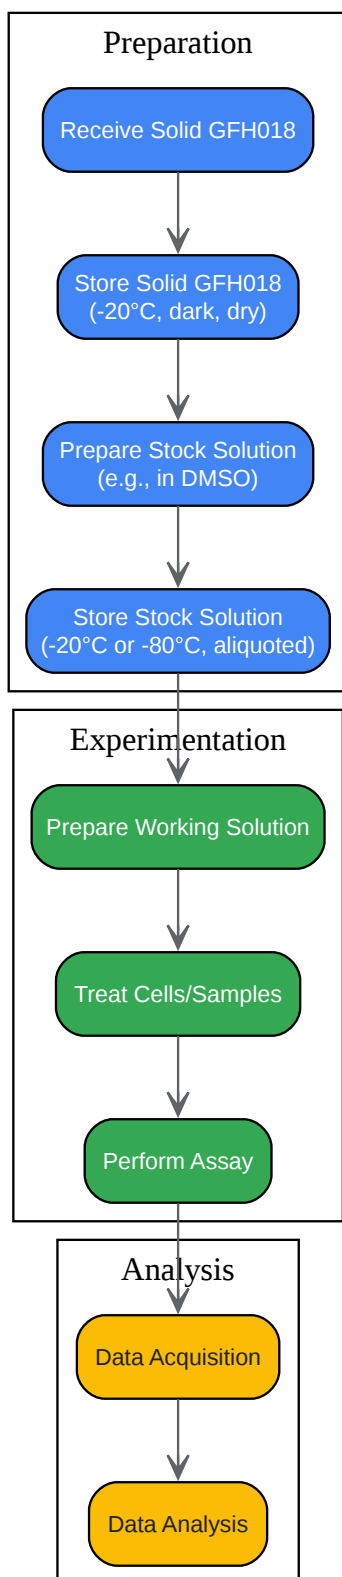 Preparation
Receive Solid GFH018
Store Solid GFH018
(-20°C, dark, dry)
Prepare Stock Solution
(e.g., in DMSO)
Store Stock Solution
(-20°C or -80°C, aliquoted)
Experimentation
Prepare Working Solution
Treat Cells/Samples
Perform Assay
Analysis
Data Acquisition
Data Analysis